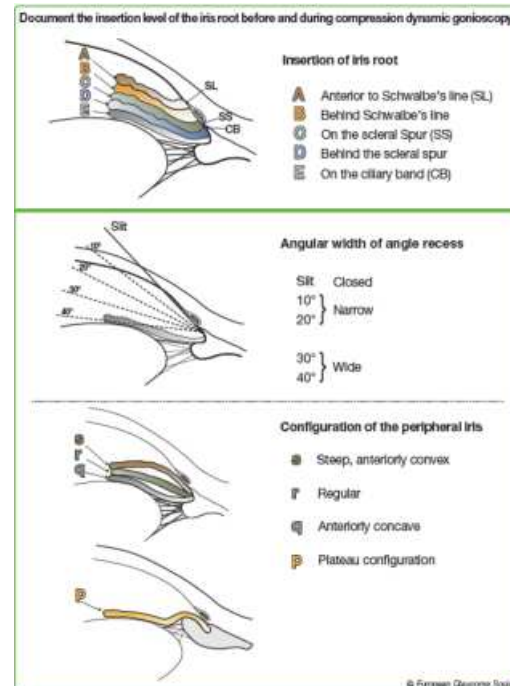 Document the insertion level of the iris root before and during compression dynamic gonioscopy
Insertion of iris root
A
B
C
D
E
SL
SS
CB
A Anterior to Schwalbe's line (SL)
B Behind Schwalbe's line
C On the scleral Spur (SS)
D Behind the scleral spur
E On the ciliary band (CB)
Slit
10°
20°
30°
40°
Angular width of angle recess
Slit Closed
10°
20° } Narrow
30°
40° } Wide
Configuration of the peripheral iris
s
r
q
s Steep, anteriorly convex
r Regular
q Anteriorly concave
p Plateau configuration
p
© European Glaucoma